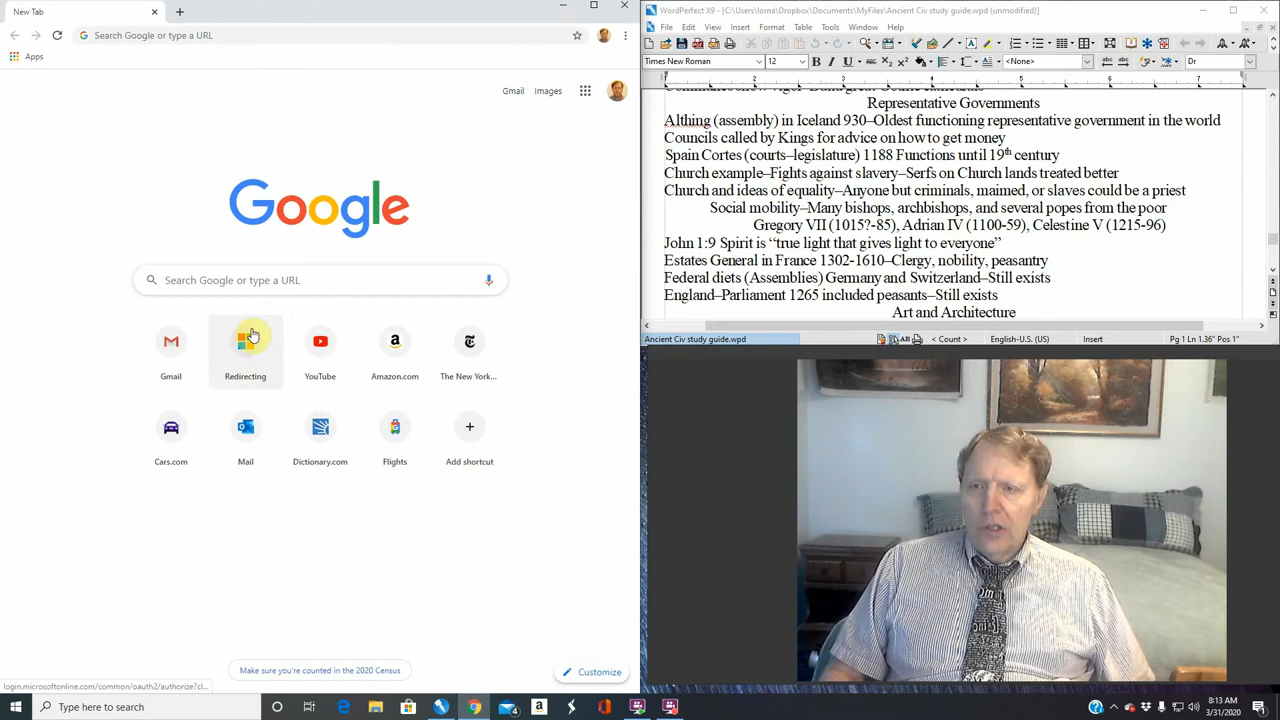 New Tab
Search Google or type a URL
Apps
Gmail Images
Google
Search Google or type a URL
Gmail Redirecting YouTube Amazon.com The New York...
Cars.com Mail Dictionary.com Flights Add shortcut
Make sure you're counted in the 2020 Census
Customize
login.microsoftonline.com/common/oauth2/authorize?cl...
WordPerfect X9 - [C:\Users\lorna\Dropbox\Documents\MyFiles\Ancient Civ study guide.wpd (unmodified)]
File Edit View Insert Format Table Tools Window Help
Times New Roman 12 <None> Dr
2 3 4 5 6 7
Representative Governments
Althing (assembly) in Iceland 930–Oldest functioning representative government in the world
Councils called by Kings for advice on how to get money
Spain Cortes (courts–legislature) 1188 Functions until 19th century
Church example–Fights against slavery–Serfs on Church lands treated better
Church and ideas of equality–Anyone but criminals, maimed, or slaves could be a priest
Social mobility–Many bishops, archbishops, and several popes from the poor
Gregory VII (1015?-85), Adrian IV (1100-59), Celestine V (1215-96)
John 1:9 Spirit is “true light that gives light to everyone”
Estates General in France 1302-1610–Clergy, nobility, peasantry
Federal diets (Assemblies) Germany and Switzerland–Still exists
England–Parliament 1265 included peasants–Still exists
Art and Architecture
Ancient Civ study guide.wpd < Count > English-U.S. (US) Insert Pg 1 Ln 1.36" Pos 1"
Type here to search
8:13 AM
3/31/2020